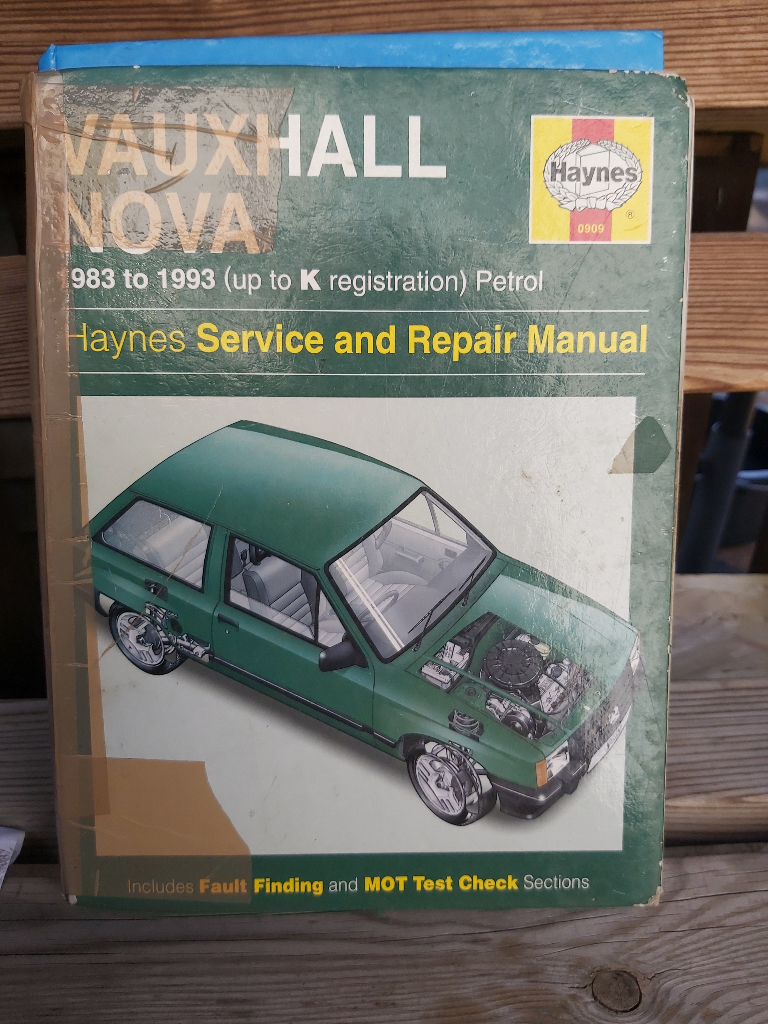 VAUXHALL
NOVA
983 to 1993 (up to K registration) Petrol
Haynes Service and Repair Manual
Haynes
®
0909
Includes Fault Finding and MOT Test Check Sections